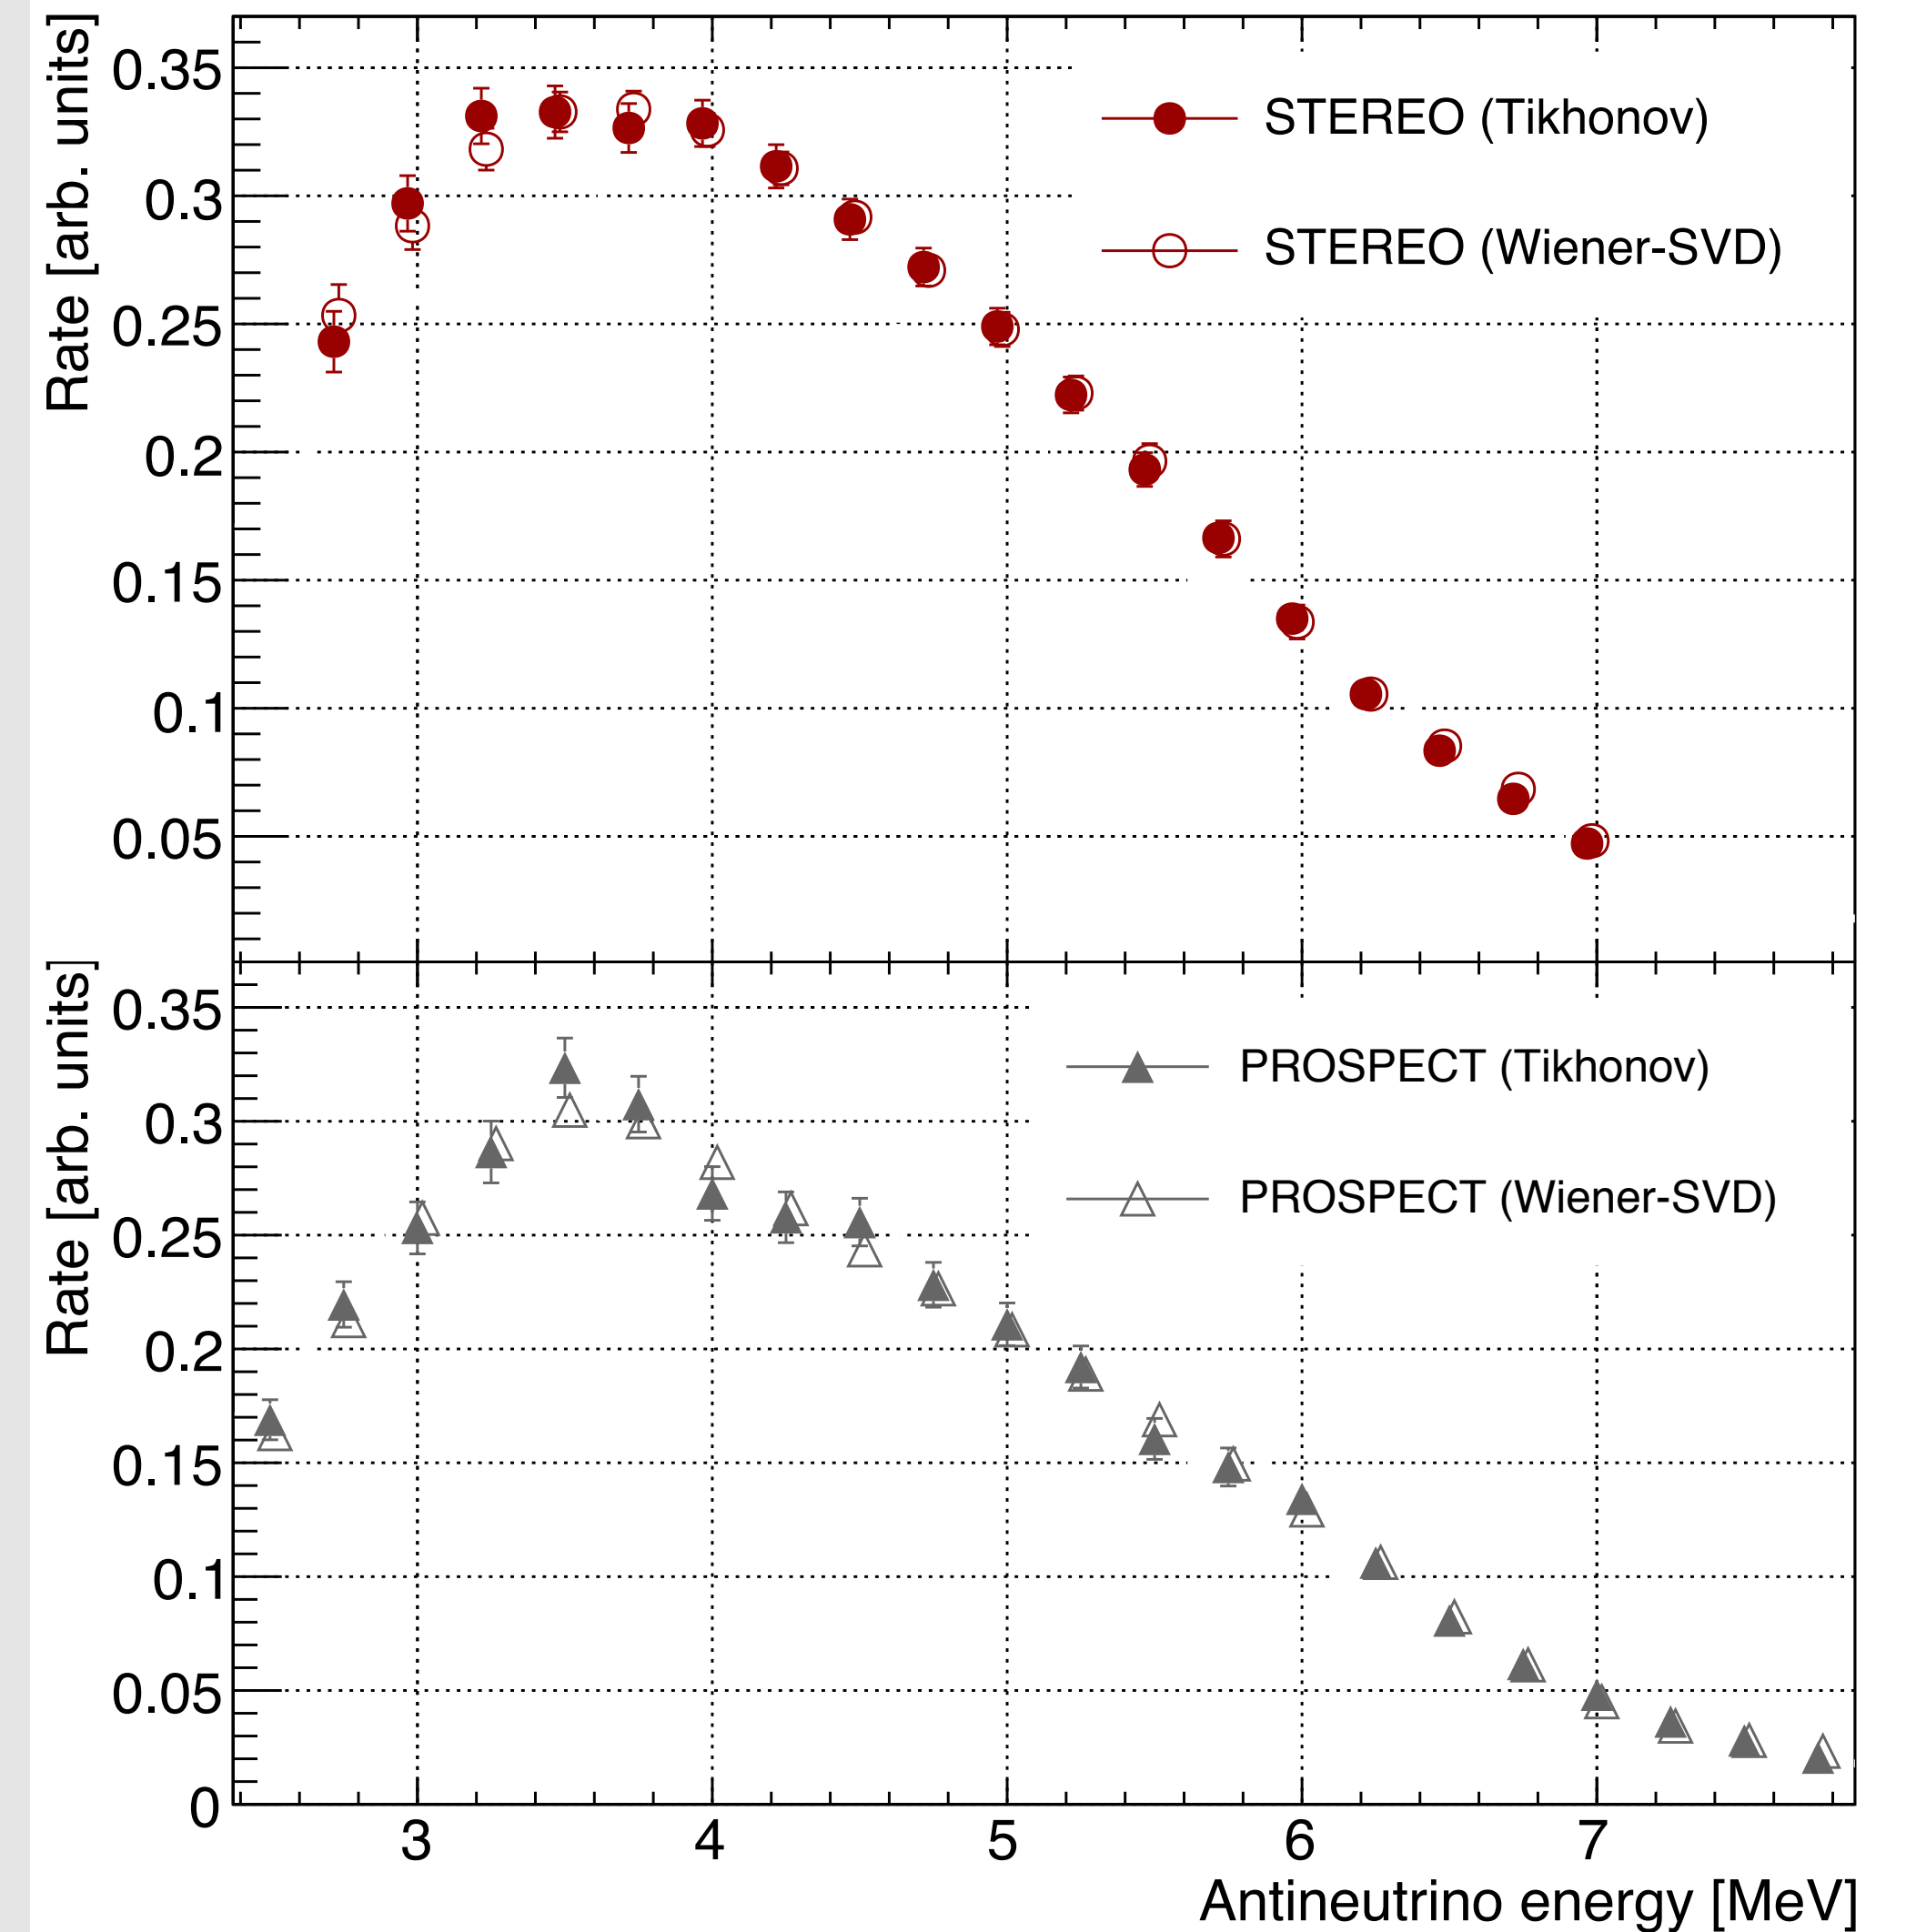 Rate [arb. units]
0.35
0.3
0.25
0.2
0.15
0.1
0.05
STEREO (Tikhonov)
STEREO (Wiener-SVD)
Rate [arb. units]
0.35
0.3
0.25
0.2
0.15
0.1
0.05
0
PROSPECT (Tikhonov)
PROSPECT (Wiener-SVD)
3 4 5 6 7
Antineutrino energy [MeV]